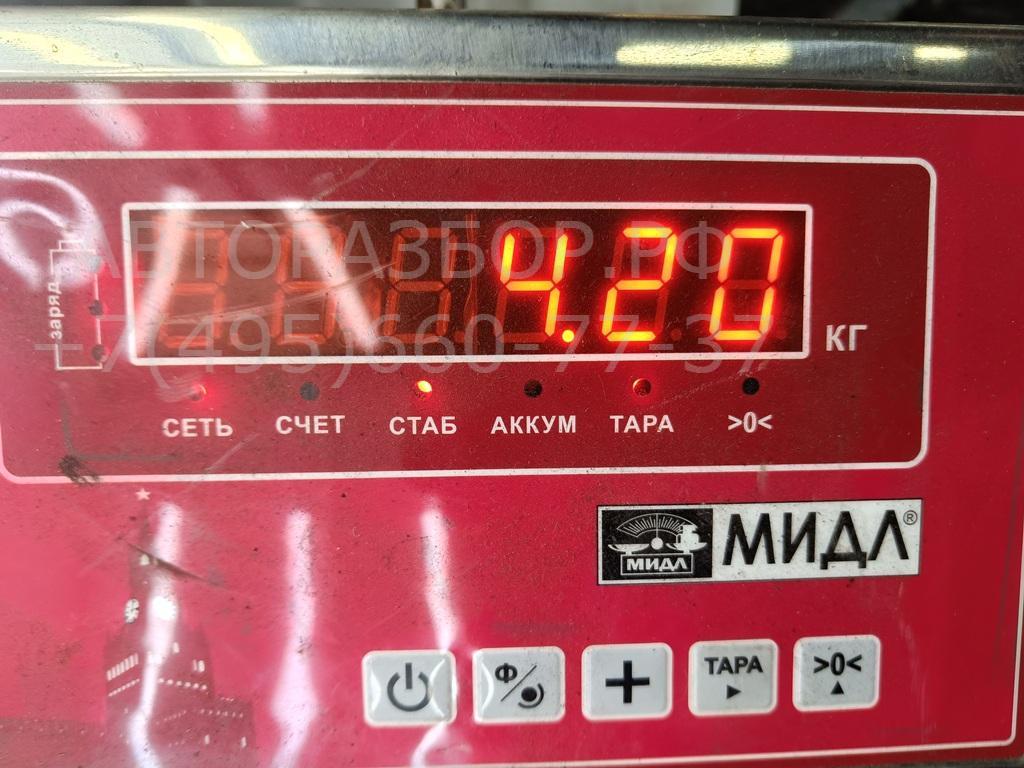 АВТОРАЗБОР.РФ
+7(495)660-77-37
заряд
4.20
КГ
СЕТЬ СЧЕТ СТАБ АККУМ ТАРА >0<
МИДЛ МИДЛ®
Ф/ + ТАРА >0<